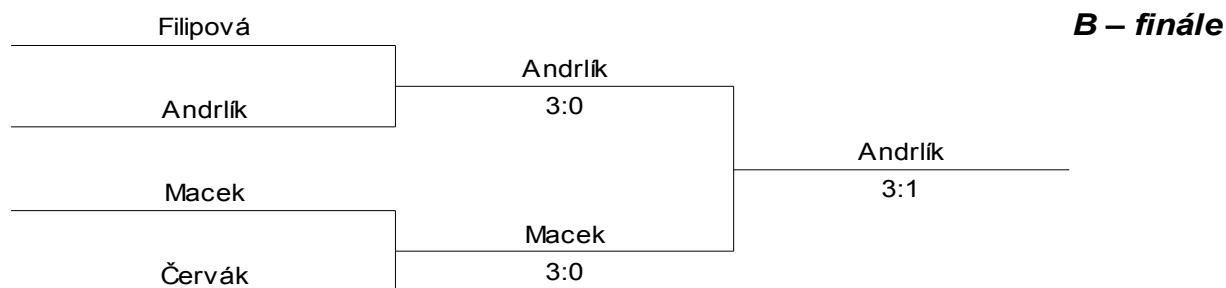 B – finále
Filipová
Andrlík
3:0
Andrlík
Andrlík
3:1
Macek
Macek
3:0
Červák